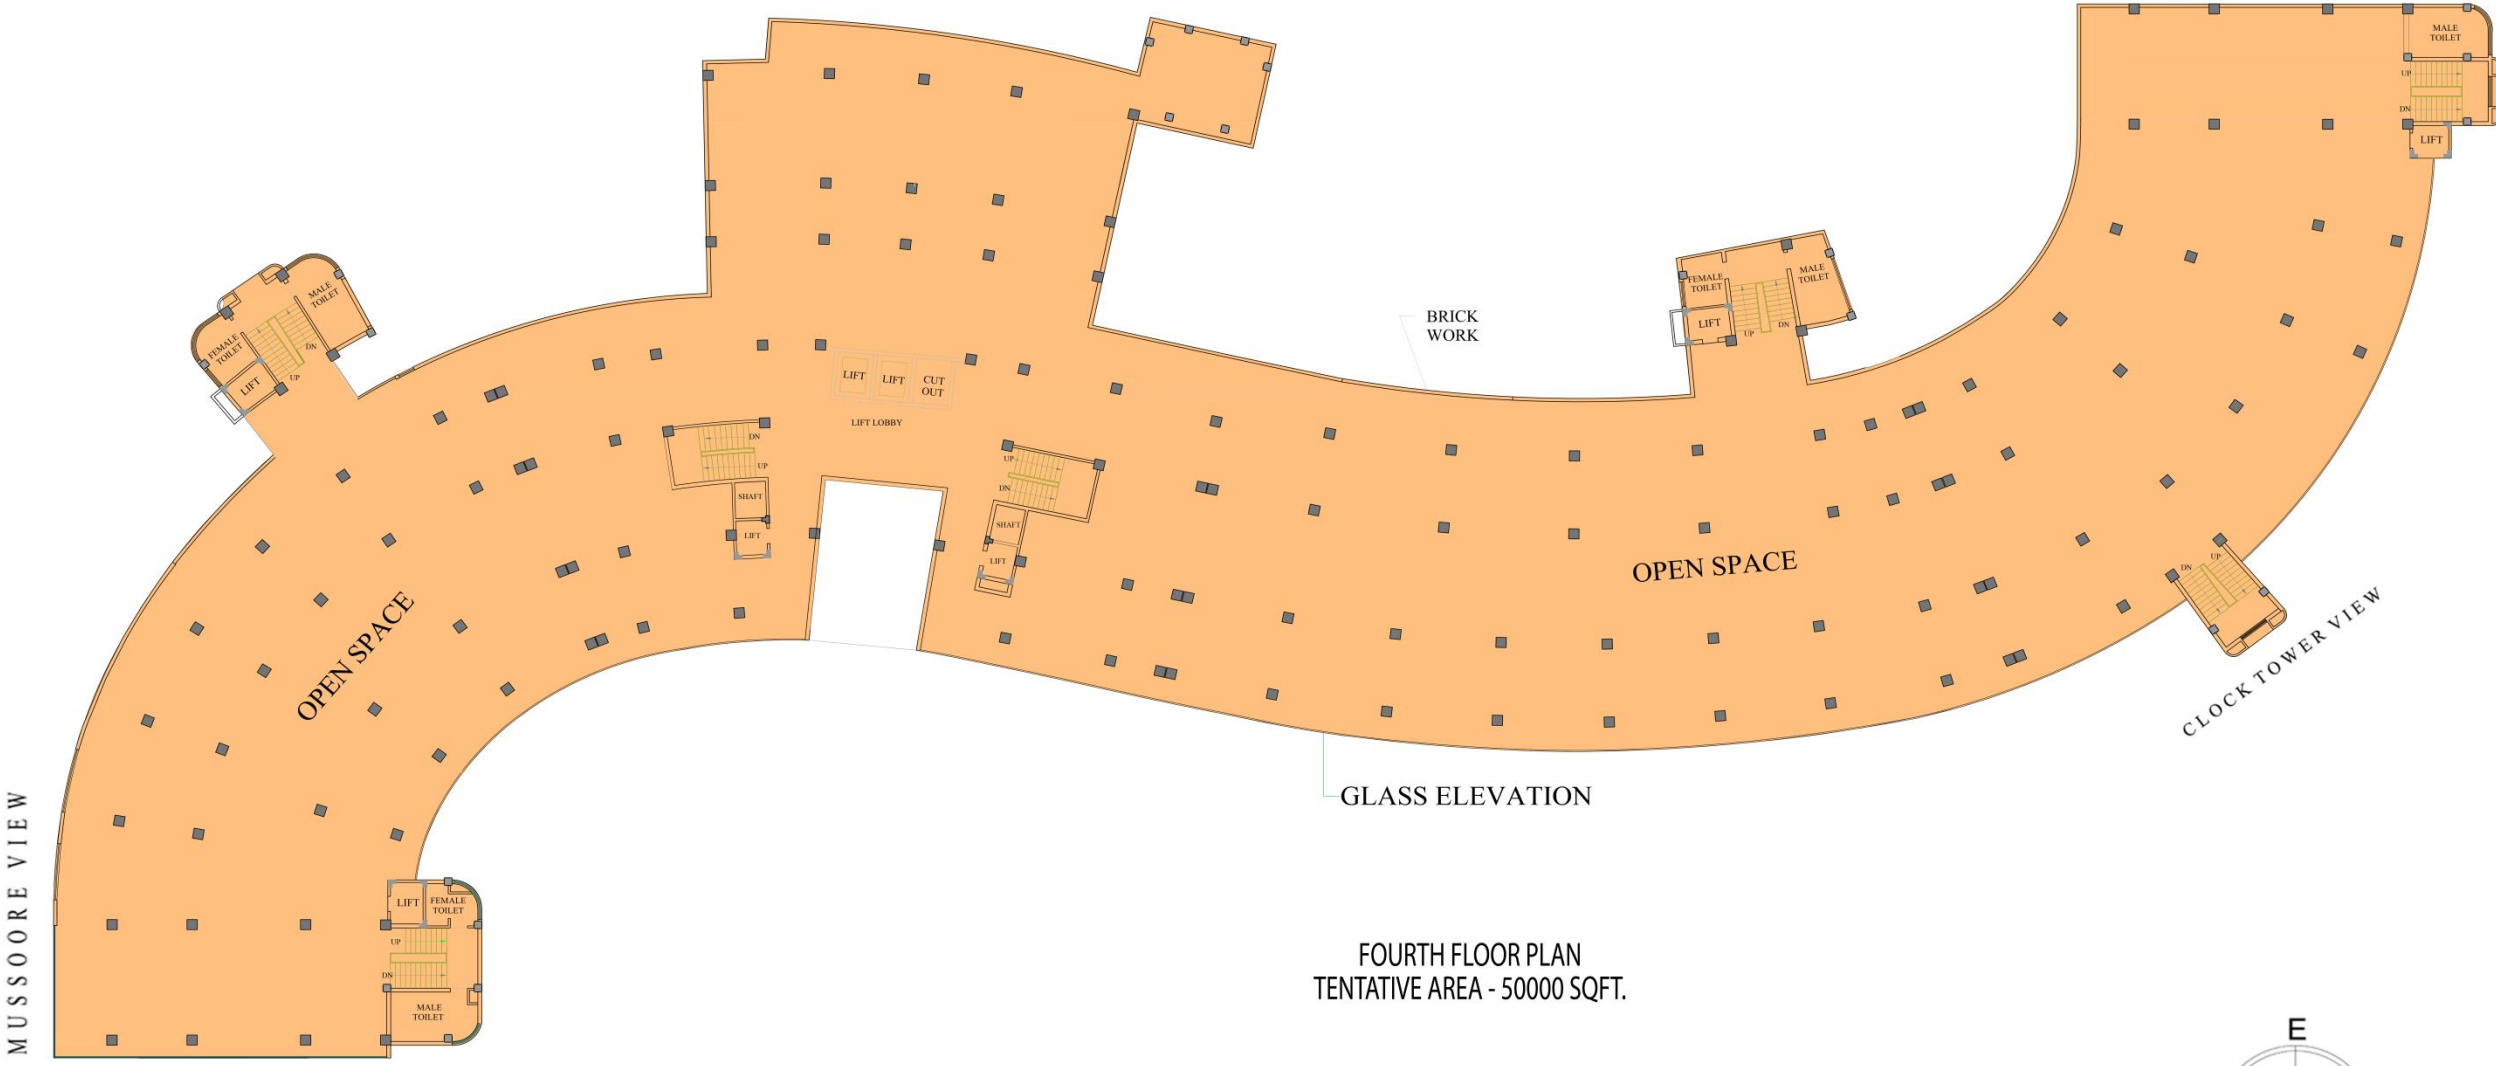 MALE
TOILET
UP
DN
LIFT
MALE
TOILET
FEMALE
TOILET
DN
UP
LIFT
FEMALE
TOILET
MALE
TOILET
LIFT
UP
DN
BRICK
WORK
LIFT
LIFT
CUT
OUT
LIFT LOBBY
DN
UP
SHAFT
LIFT
UP
DN
SHAFT
LIFT
OPEN SPACE
OPEN SPACE
UP
DN
CLOCK TOWER VIEW
GLASS ELEVATION
MUSSOORE VIEW
LIFT
FEMALE
TOILET
UP
DN
MALE
TOILET
FOURTH FLOOR PLAN
TENTATIVE AREA - 50000 SQFT.
E